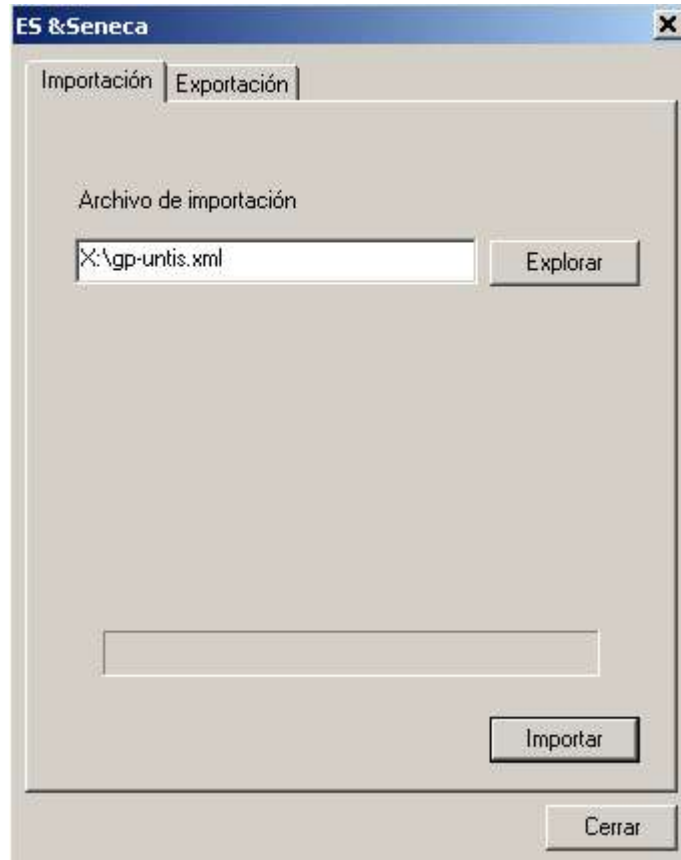 ES &Seneca
Importación Exportación
Archivo de importación
X:\gp-untis.xml Explorar
Importar
Cerrar